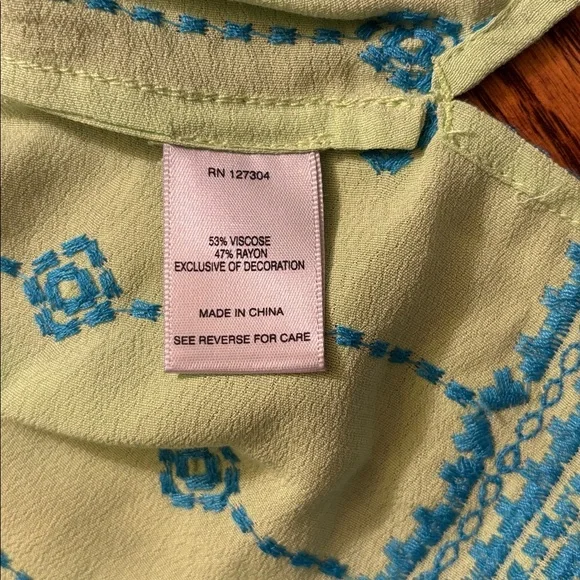 RN 127304
53% VISCOSE
47% RAYON
EXCLUSIVE OF DECORATION
MADE IN CHINA
SEE REVERSE FOR CARE